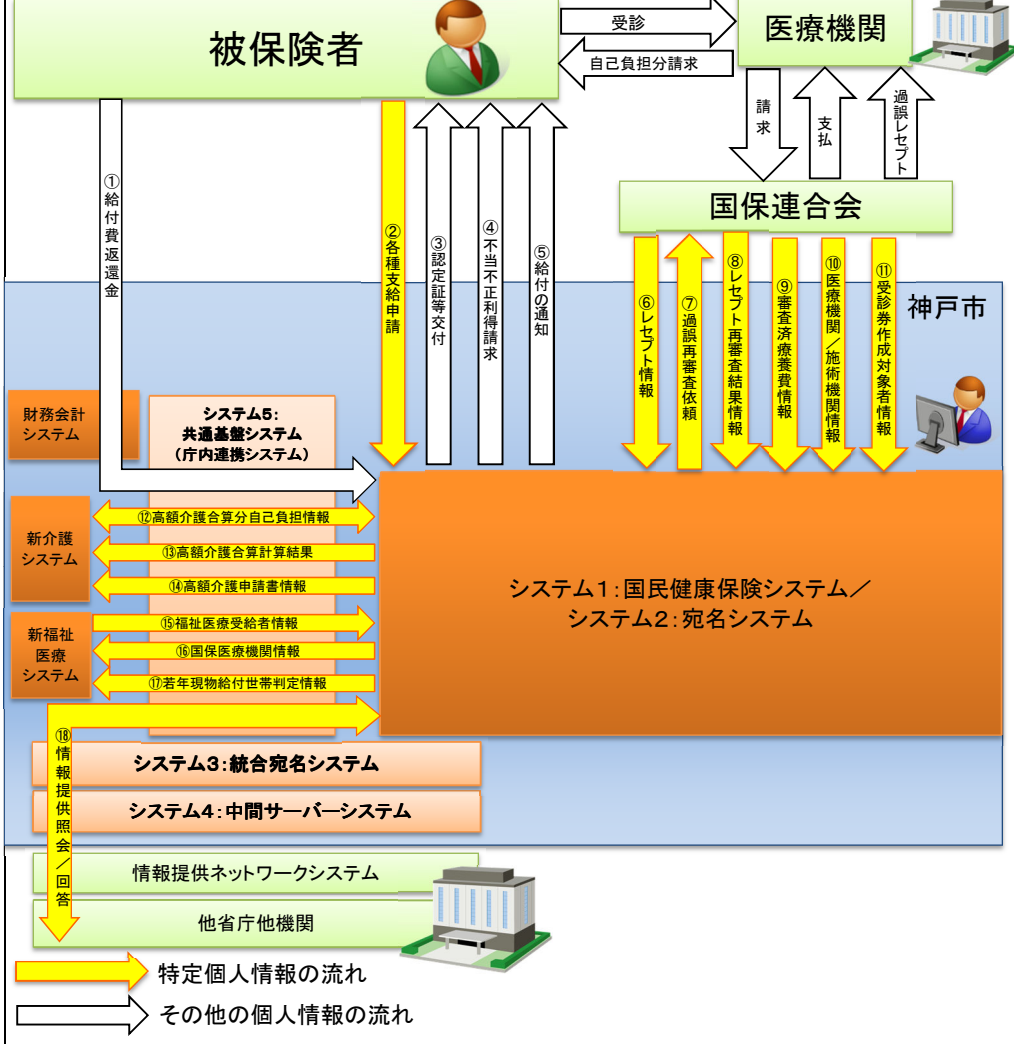 被保険者
受診
自己負担分請求
医療機関
請求
支払
過誤レセプト
国保連合会
①給付費返還金
②各種支給申請
③認定証等交付
④不当不正利得請求
⑤給付の通知
⑥レセプト情報
⑦過誤再審査依頼
⑧レセプト再審査結果情報
⑨審査済療養費情報
⑩医療機関/施術機関情報
⑪受診券作成対象者情報
神戸市
財務会計
システム
システム5:
共通基盤システム
(庁内連携システム)
新介護
システム
⑫高額介護合算分自己負担情報
⑬高額介護合算計算結果
⑭高額介護申請書情報
新福祉
医療
システム
⑮福祉医療受給者情報
⑯国保医療機関情報
⑰若年現物給付世帯判定情報
システム1:国民健康保険システム/
システム2:宛名システム
⑱情報提供照会/回答
システム3:統合宛名システム
システム4:中間サーバーシステム
情報提供ネットワークシステム
他省庁他機関
特定個人情報の流れ
その他の個人情報の流れ